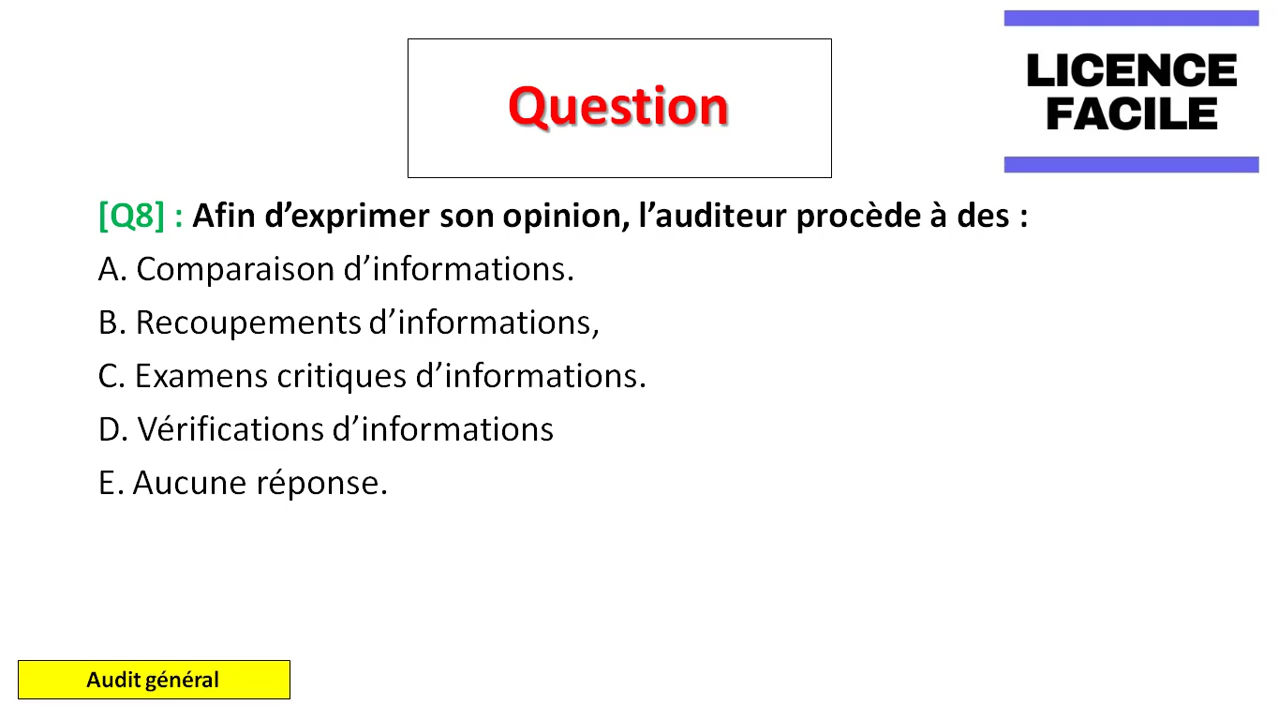 Question
LICENCE
FACILE
[Q8] : Afin d’exprimer son opinion, l’auditeur procède à des :
A. Comparaison d’informations.
B. Recoupements d’informations,
C. Examens critiques d’informations.
D. Vérifications d’informations
E. Aucune réponse.
Audit général